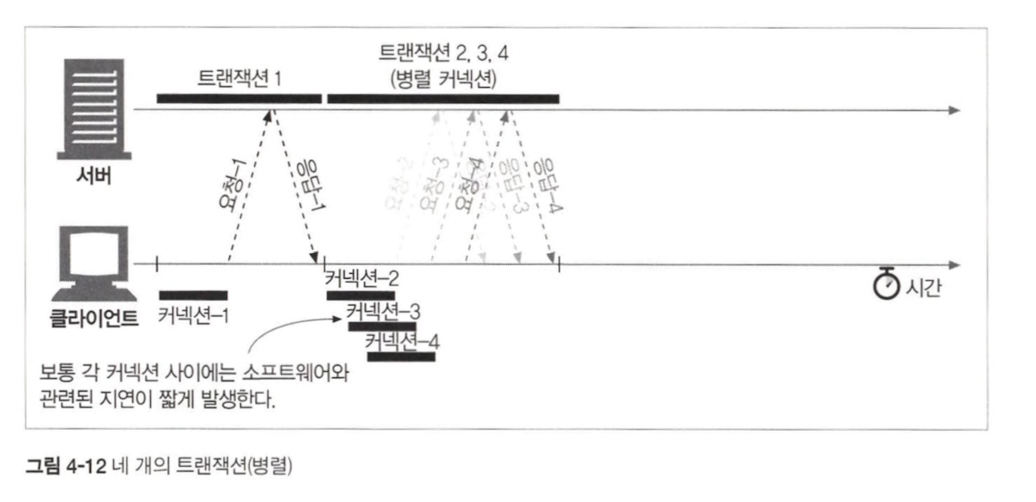 트랜잭션 2, 3, 4
트랜잭션 1
(병렬 커넥션)
서버
요청-1
응답-1
요청-2
요청-3
요청-4
응답-3
응답-4
클라이언트
커넥션-1
커넥션-2
커넥션-3
커넥션-4
시간
보통 각 커넥션 사이에는 소프트웨어와
관련된 지연이 짧게 발생한다.
그림 4-12 네 개의 트랜잭션(병렬)